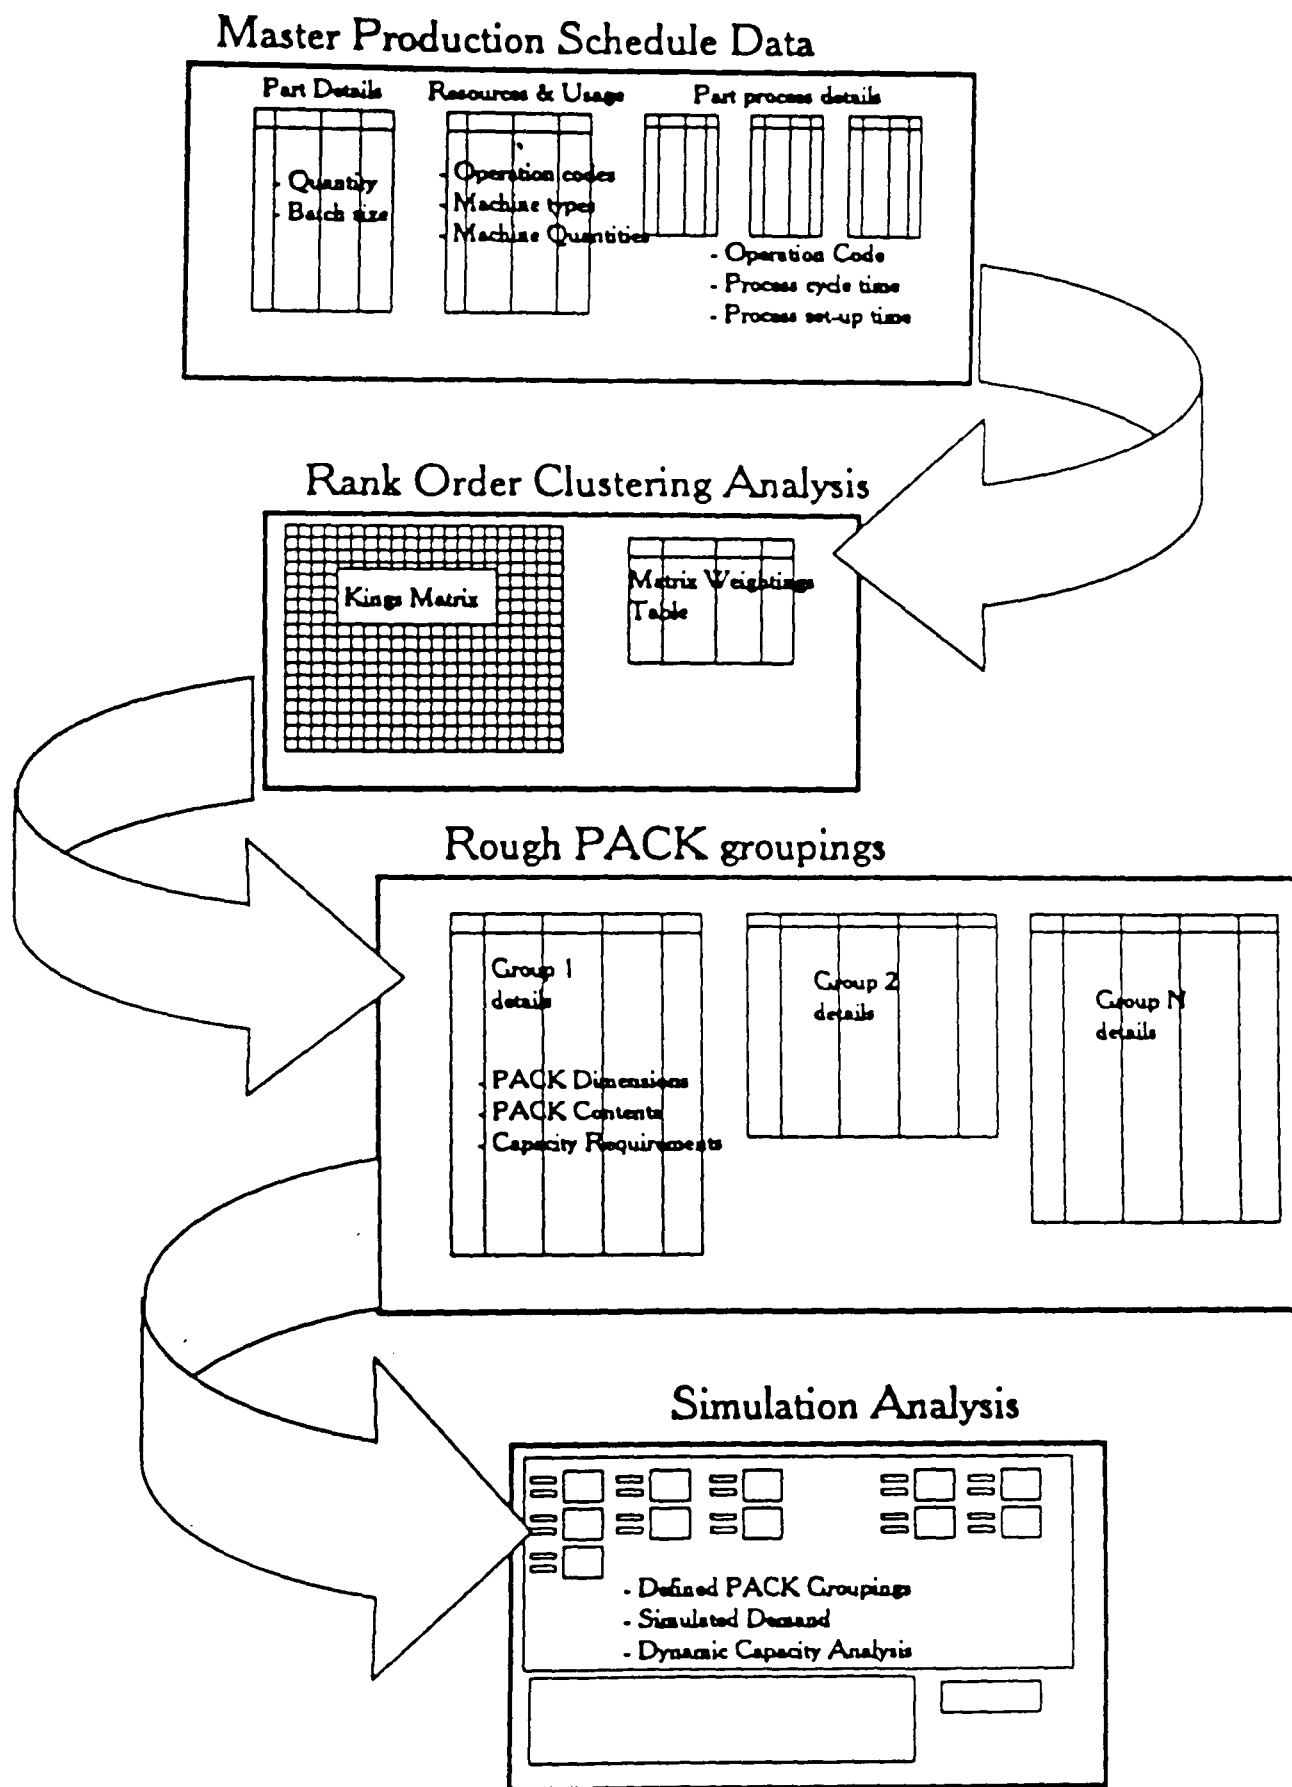 Master Production Schedule Data
Part Details
Resources & Usage
Part process details
- Quantity
- Batch size
- Operation codes
- Machine types
- Machine Quantities
- Operation Code
- Process cycle time
- Process set-up time
Rank Order Clustering Analysis
Kings Matrix
Matrix Weightings
Table
Rough PACK groupings
Group 1
details
- PACK Dimensions
- PACK Contents
- Capacity Requirements
Group 2
details
Group N
details
Simulation Analysis
- Defined PACK Groupings
- Simulated Demand
- Dynamic Capacity Analysis